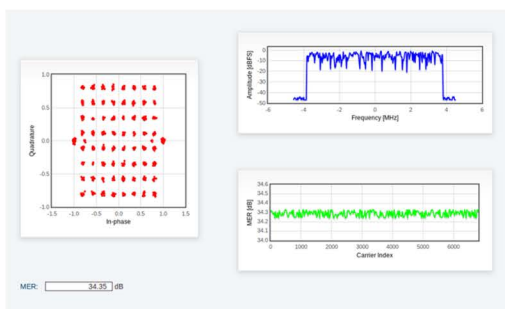 1.0
0.5
0.0
-0.5
-1.0
-1.5 -1.0 -0.5 0.0 0.5 1.0 1.5
Quadrature
In-phase
0
-10
-20
-30
-40
-50
-6 -4 -2 0 2 4 6
Amplitude [dBFS]
Frequency [MHz]
34.6
34.5
34.4
34.3
34.2
34.1
34.0
0 1000 2000 3000 4000 5000 6000
MER [dB]
Carrier Index
MER: 34.35 dB